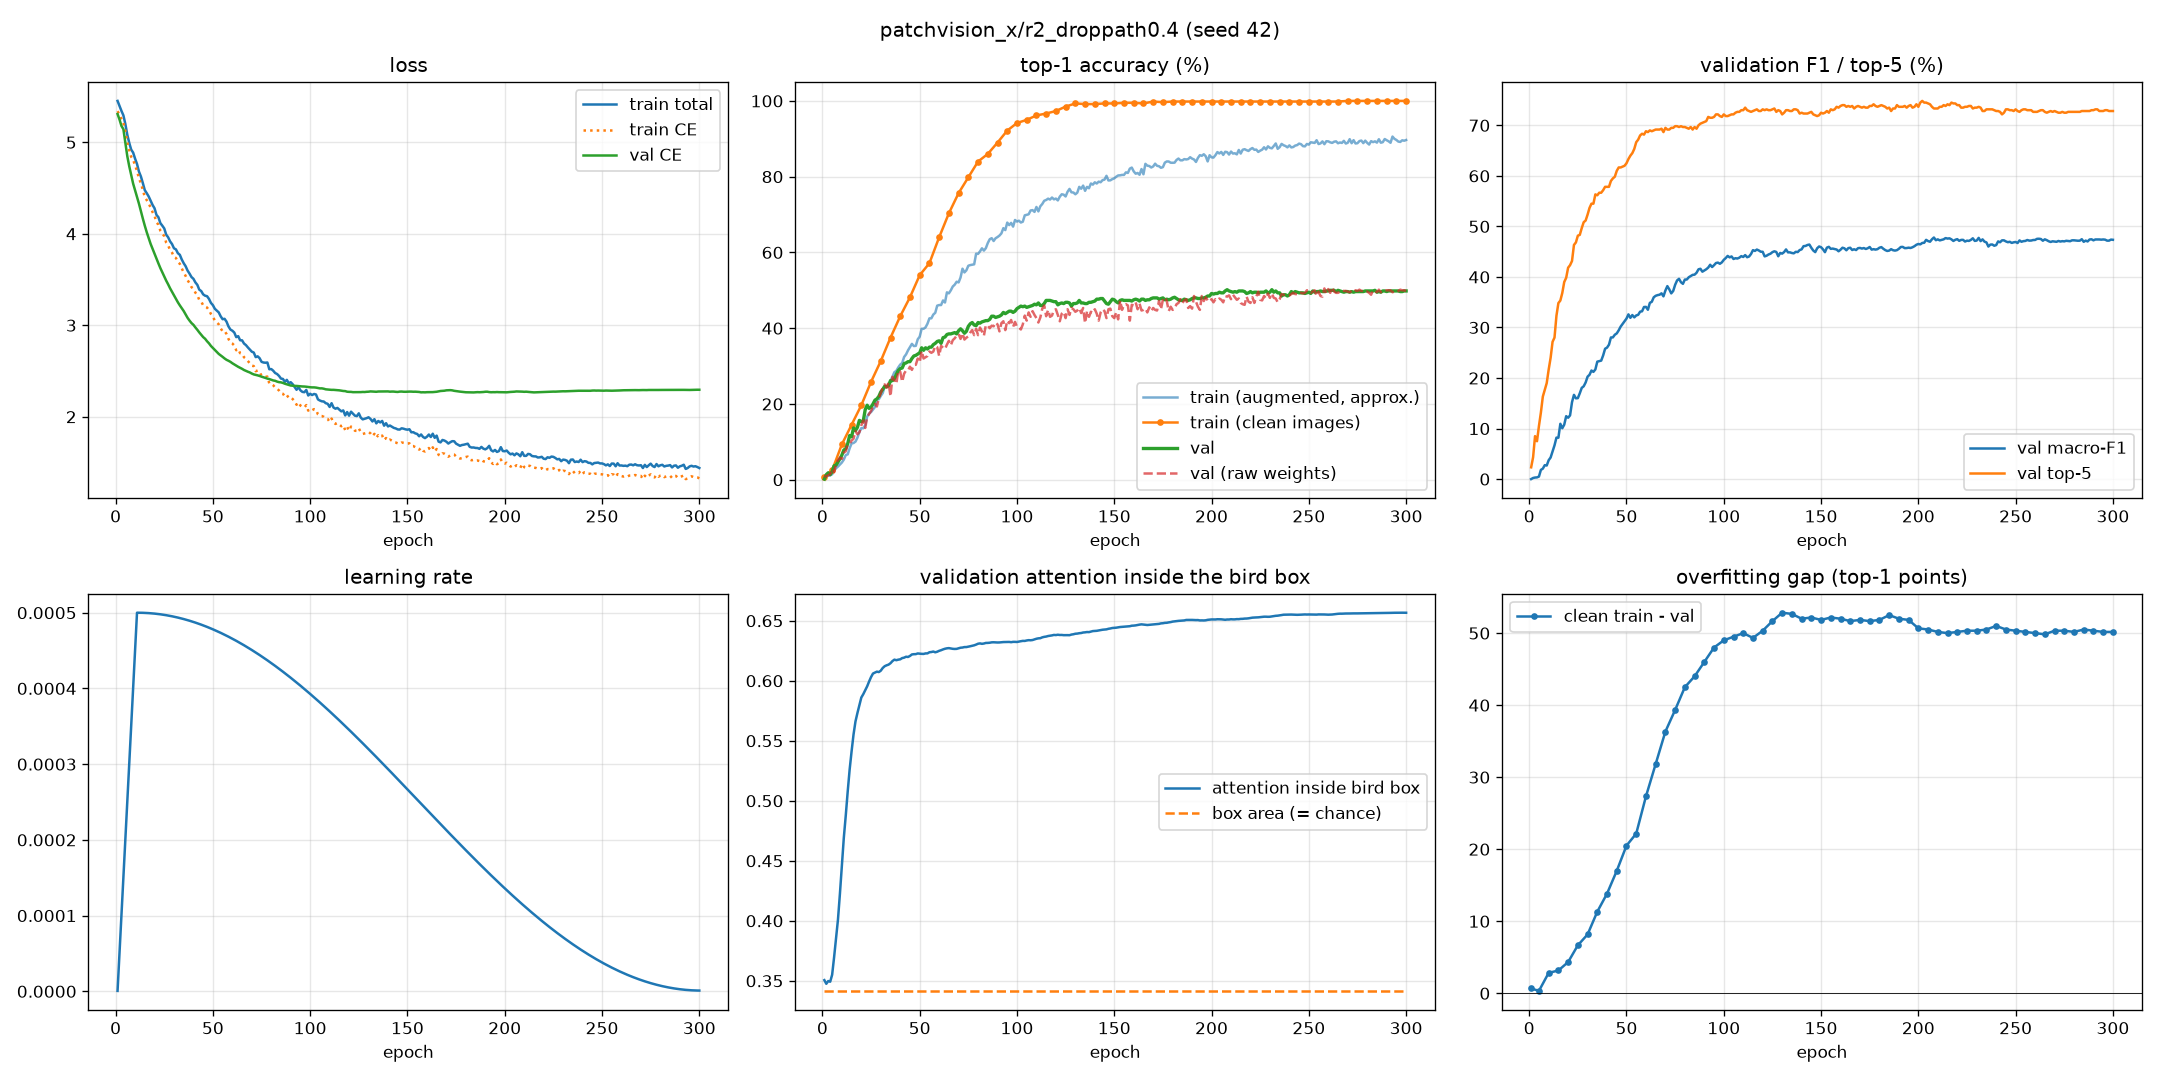 patchvision_x/r2_droppath0.4 (seed 42)
loss
train total
train CE
val CE
5
4
3
2
0 50 100 150 200 250 300
epoch
top-1 accuracy (%)
100
80
60
40
20
0
train (augmented, approx.)
train (clean images)
val
val (raw weights)
0 50 100 150 200 250 300
epoch
validation F1 / top-5 (%)
70
60
50
40
30
20
10
0
val macro-F1
val top-5
0 50 100 150 200 250 300
epoch
learning rate
0.0005
0.0004
0.0003
0.0002
0.0001
0.0000
0 50 100 150 200 250 300
epoch
validation attention inside the bird box
0.65
0.60
0.55
0.50
0.45
0.40
0.35
attention inside bird box
box area (= chance)
0 50 100 150 200 250 300
epoch
overfitting gap (top-1 points)
clean train - val
50
40
30
20
10
0
0 50 100 150 200 250 300
epoch